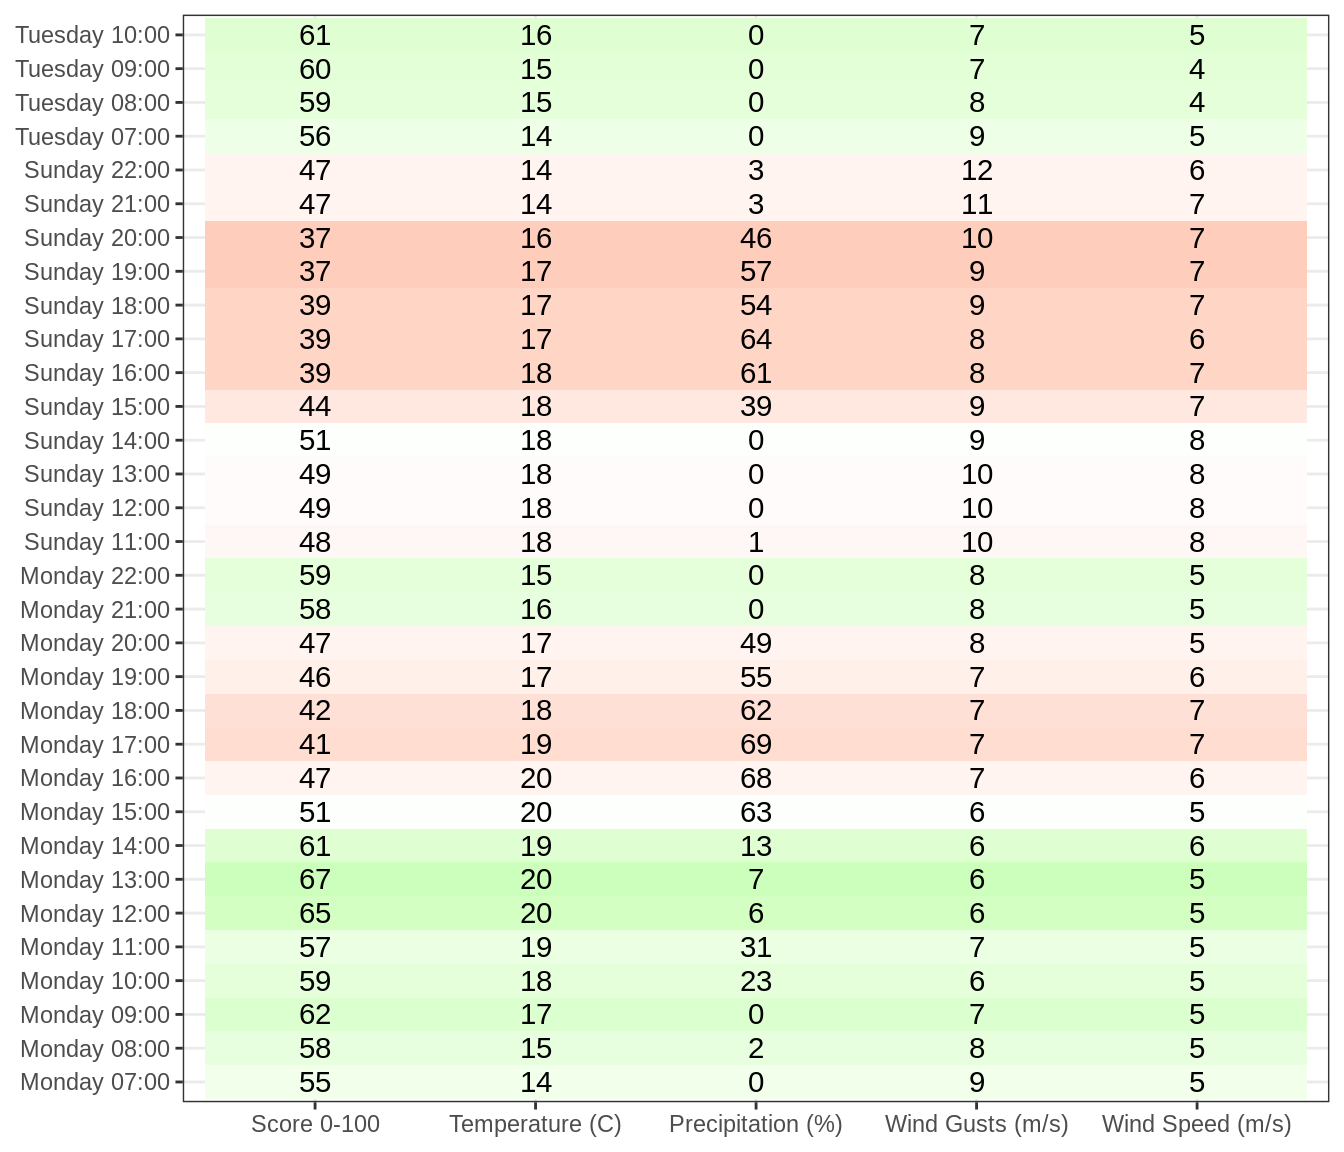 Tuesday 10:00 61 16 0 7 5
Tuesday 09:00 60 15 0 7 4
Tuesday 08:00 59 15 0 8 4
Tuesday 07:00 56 14 0 9 5
Sunday 22:00 47 14 3 12 6
Sunday 21:00 47 14 3 11 7
Sunday 20:00 37 16 46 10 7
Sunday 19:00 37 17 57 9 7
Sunday 18:00 39 17 54 9 7
Sunday 17:00 39 17 64 8 6
Sunday 16:00 39 18 61 8 7
Sunday 15:00 44 18 39 9 7
Sunday 14:00 51 18 0 9 8
Sunday 13:00 49 18 0 10 8
Sunday 12:00 49 18 0 10 8
Sunday 11:00 48 18 1 10 8
Monday 22:00 59 15 0 8 5
Monday 21:00 58 16 0 8 5
Monday 20:00 47 17 49 8 5
Monday 19:00 46 17 55 7 6
Monday 18:00 42 18 62 7 7
Monday 17:00 41 19 69 7 7
Monday 16:00 47 20 68 7 6
Monday 15:00 51 20 63 6 5
Monday 14:00 61 19 13 6 6
Monday 13:00 67 20 7 6 5
Monday 12:00 65 20 6 6 5
Monday 11:00 57 19 31 7 5
Monday 10:00 59 18 23 6 5
Monday 09:00 62 17 0 7 5
Monday 08:00 58 15 2 8 5
Monday 07:00 55 14 0 9 5
Score 0-100 Temperature (C) Precipitation (%) Wind Gusts (m/s) Wind Speed (m/s)